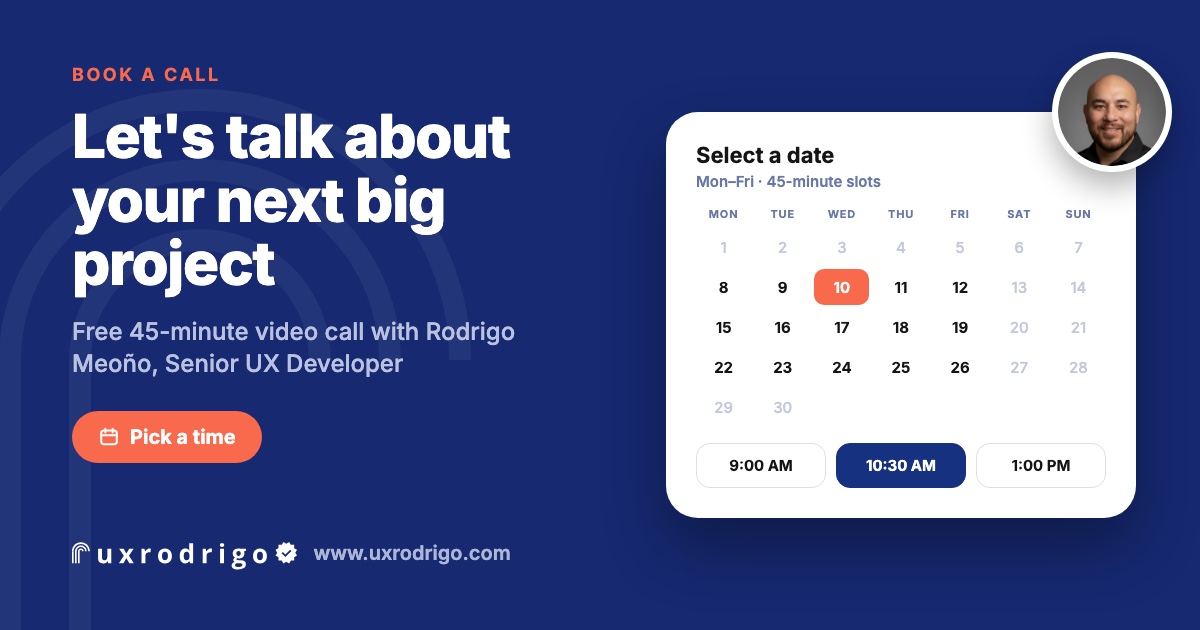 BOOK A CALL
Let's talk about
your next big
project
Free 45-minute video call with Rodrigo
Meoño, Senior UX Developer
Pick a time
uxrodrigo www.uxrodrigo.com
Select a date
Mon–Fri · 45-minute slots
MON TUE WED THU FRI SAT SUN
1 2 3 4 5 6 7
8 9 10 11 12 13 14
15 16 17 18 19 20 21
22 23 24 25 26 27 28
29 30
9:00 AM 10:30 AM 1:00 PM